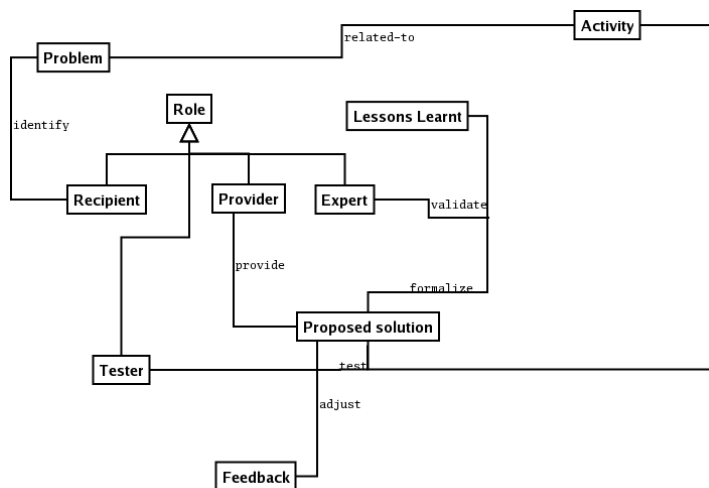 Activity
related-to
Problem
Role
Lessons Learnt
identify
Recipient
Provider
Expert
validate
provide
formalize
Proposed solution
Tester
test
adjust
Feedback